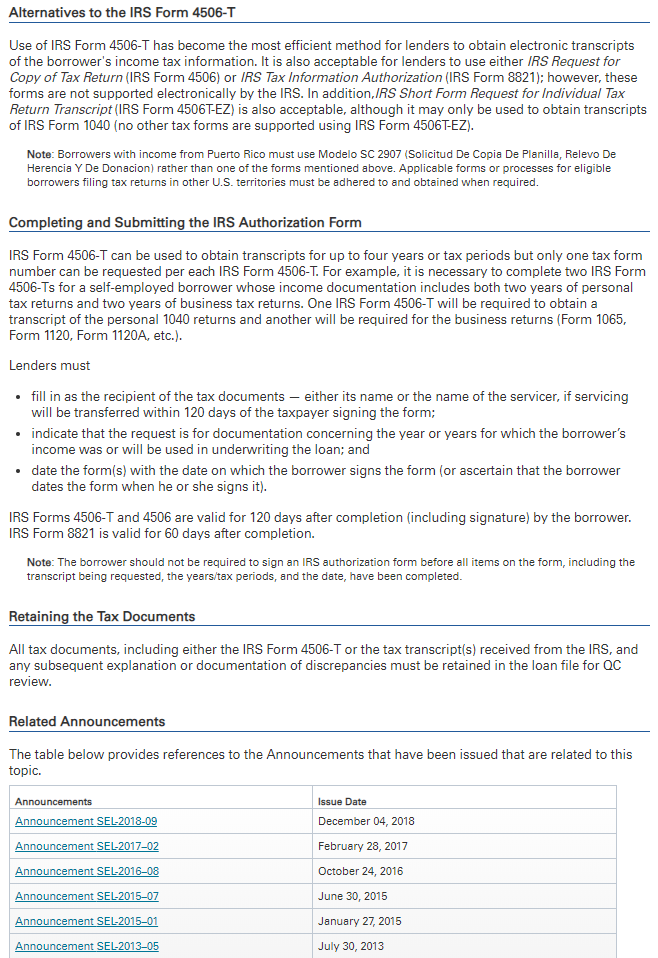 Alternatives to the IRS Form 4506-T
Use of IRS Form 4506-T has become the most efficient method for lenders to obtain electronic transcripts
of the borrower's income tax information. It is also acceptable for lenders to use either IRS Request for
Copy of Tax Return (IRS Form 4506) or IRS Tax Information Authorization (IRS Form 8821); however, these
forms are not supported electronically by the IRS. In addition,IRS Short Form Request for Individual Tax
Return Transcript (IRS Form 4506T-EZ) is also acceptable, although it may only be used to obtain transcripts
of IRS Form 1040 (no other tax forms are supported using IRS Form 4506T-EZ).
Note: Borrowers with income from Puerto Rico must use Modelo SC 2907 (Solicitud De Copia De Planilla, Relevo De
Herencia Y De Donacion) rather than one of the forms mentioned above. Applicable forms or processes for eligible
borrowers filing tax returns in other U.S. territories must be adhered to and obtained when required.
Completing and Submitting the IRS Authorization Form
IRS Form 4506-T can be used to obtain transcripts for up to four years or tax periods but only one tax form
number can be requested per each IRS Form 4506-T. For example, it is necessary to complete two IRS Form
4506-Ts for a self-employed borrower whose income documentation includes both two years of personal
tax returns and two years of business tax returns. One IRS Form 4506-T will be required to obtain a
transcript of the personal 1040 returns and another will be required for the business returns (Form 1065,
Form 1120, Form 1120A, etc.).
Lenders must
• fill in as the recipient of the tax documents — either its name or the name of the servicer, if servicing
will be transferred within 120 days of the taxpayer signing the form;
• indicate that the request is for documentation concerning the year or years for which the borrower's
income was or will be used in underwriting the loan; and
• date the form(s) with the date on which the borrower signs the form (or ascertain that the borrower
dates the form when he or she signs it).
IRS Forms 4506-T and 4506 are valid for 120 days after completion (including signature) by the borrower.
IRS Form 8821 is valid for 60 days after completion.
Note: The borrower should not be required to sign an IRS authorization form before all items on the form, including the
transcript being requested, the years/tax periods, and the date, have been completed.
Retaining the Tax Documents
All tax documents, including either the IRS Form 4506-T or the tax transcript(s) received from the IRS, and
any subsequent explanation or documentation of discrepancies must be retained in the loan file for QC
review.
Related Announcements
The table below provides references to the Announcements that have been issued that are related to this
topic.
Announcements Issue Date
Announcement SEL-2018-09 December 04, 2018
Announcement SEL-2017–02 February 28, 2017
Announcement SEL-2016–08 October 24, 2016
Announcement SEL-2015–07 June 30, 2015
Announcement SEL-2015–01 January 27, 2015
Announcement SEL-2013–05 July 30, 2013